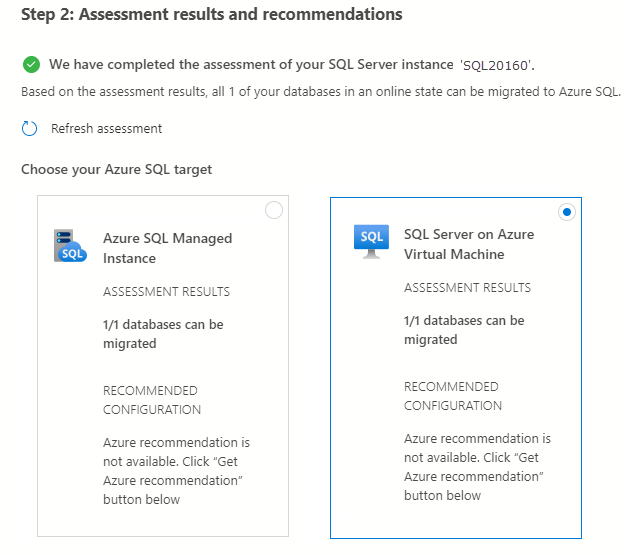 Step 2: Assessment results and recommendations
We have completed the assessment of your SQL Server instance 'SQL20160'.
Based on the assessment results, all 1 of your databases in an online state can be migrated to Azure SQL.
Refresh assessment
Choose your Azure SQL target
SQL
Azure SQL Managed
Instance
ASSESSMENT RESULTS
1/1 databases can be
migrated
RECOMMENDED
CONFIGURATION
Azure recommendation is
not available. Click “Get
Azure recommendation”
button below
SQL
SQL Server on Azure
Virtual Machine
ASSESSMENT RESULTS
1/1 databases can be
migrated
RECOMMENDED
CONFIGURATION
Azure recommendation is
not available. Click “Get
Azure recommendation”
button below